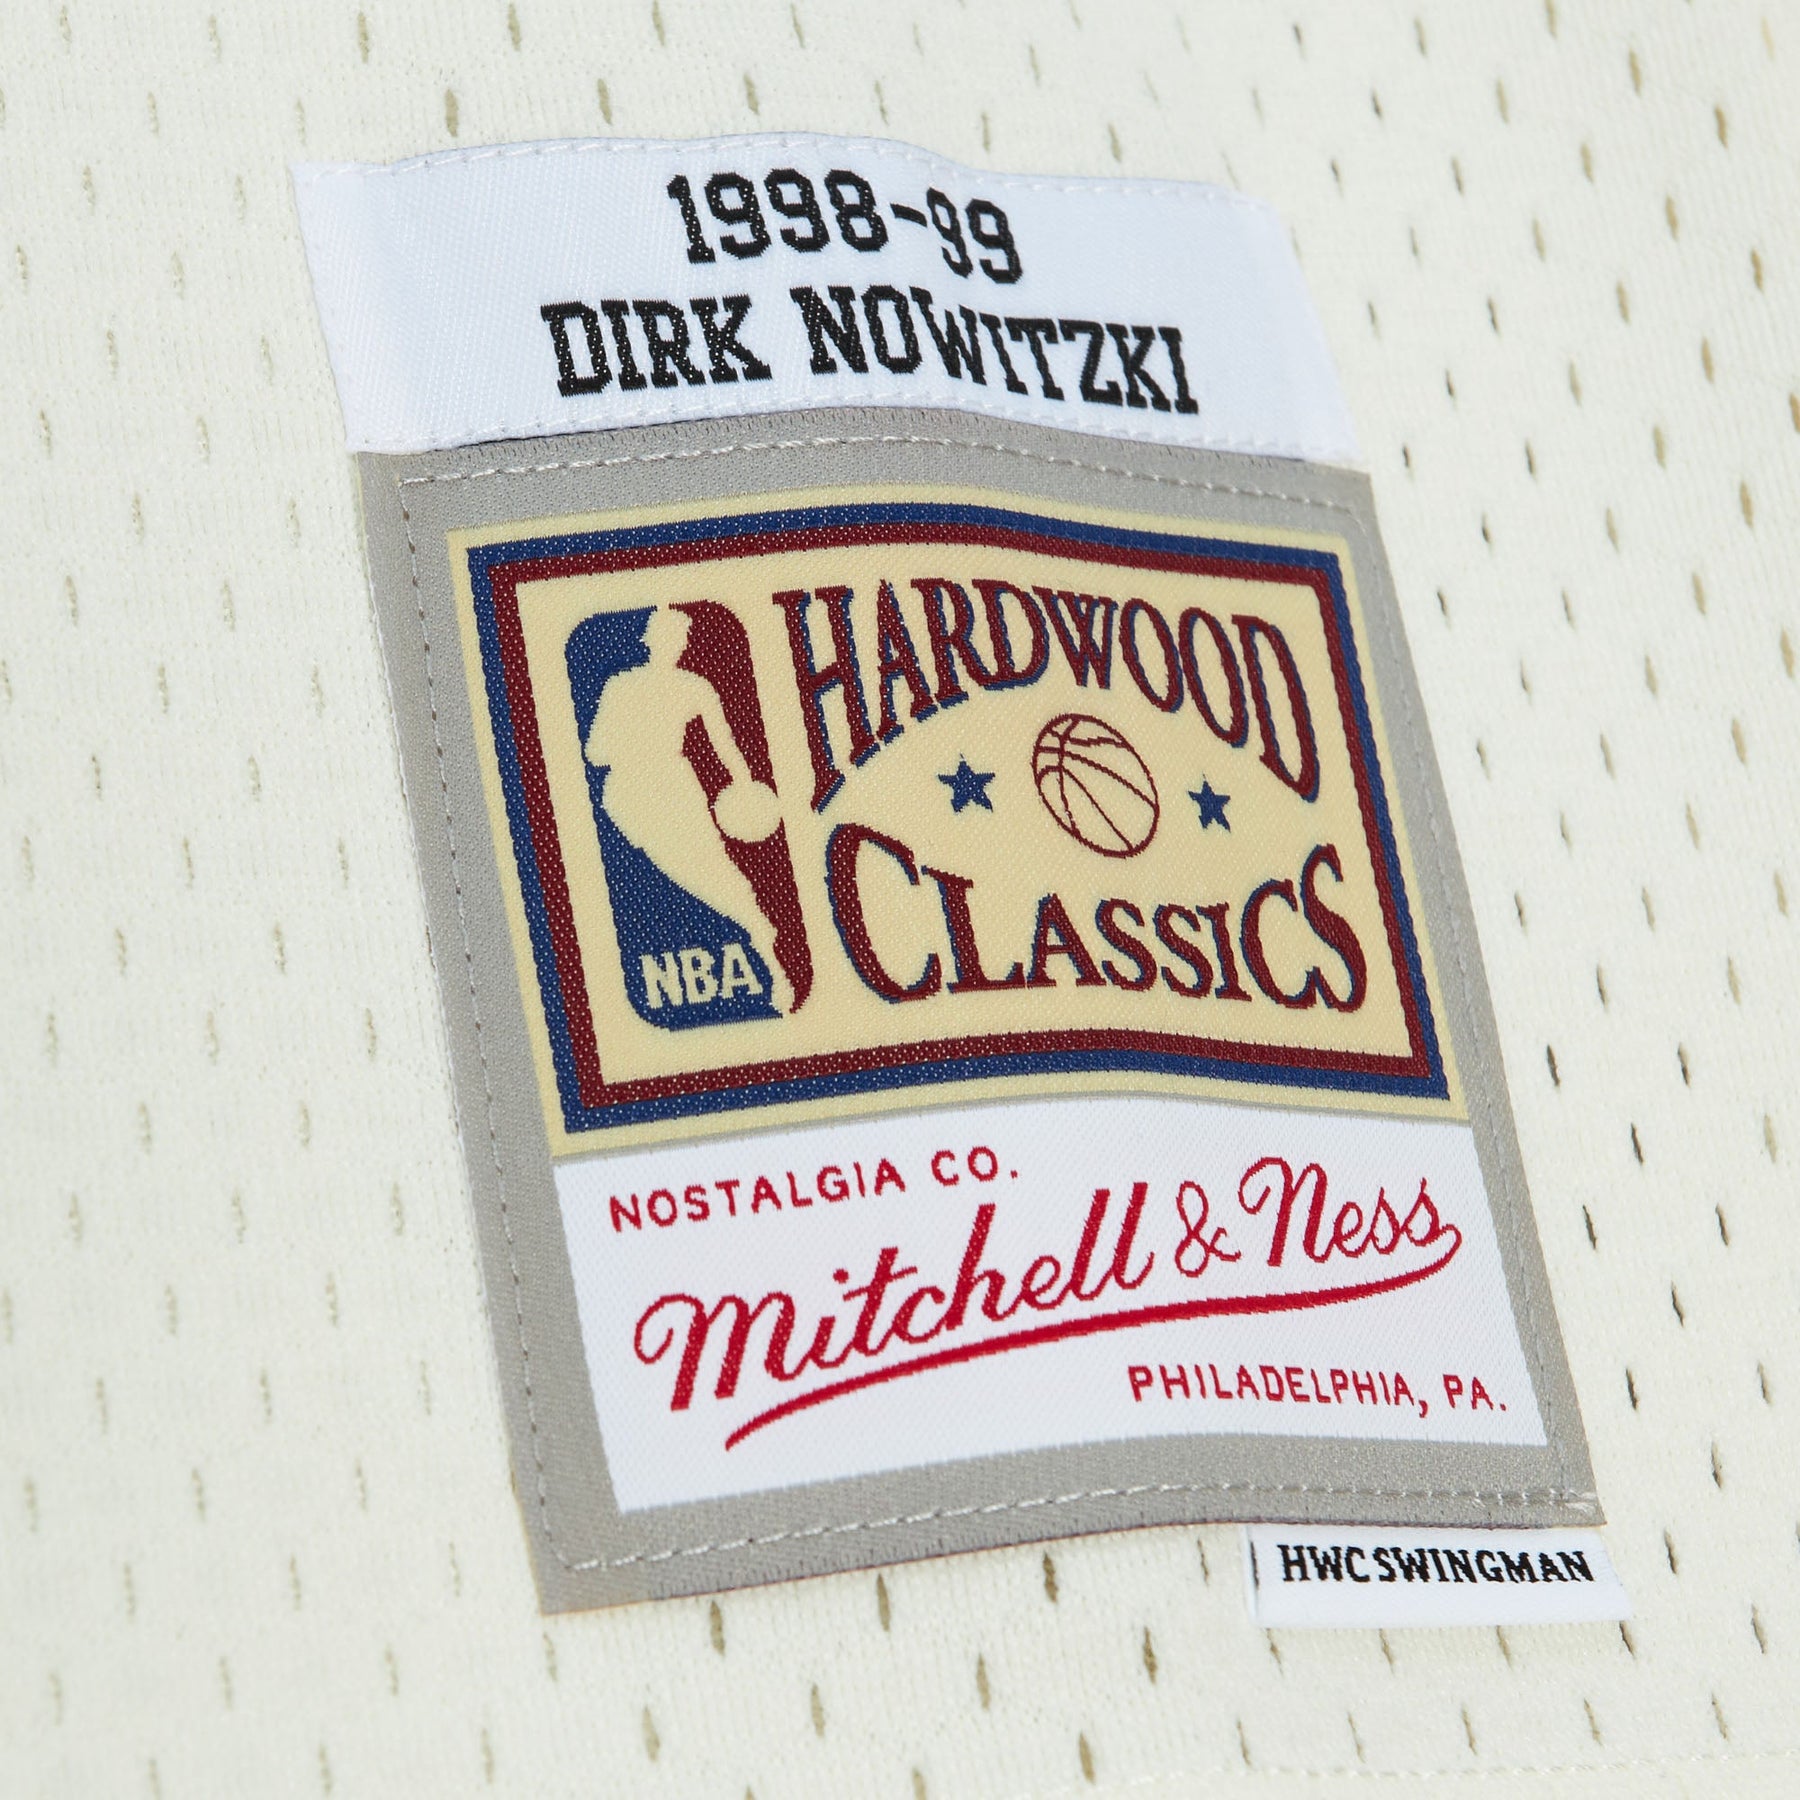 1998-99
DIRK NOWITZKI
HARDWOOD
CLASSICS
NBA
NOSTALGIA CO.
Mitchell & Ness
PHILADELPHIA, PA.
HWC SWINGMAN